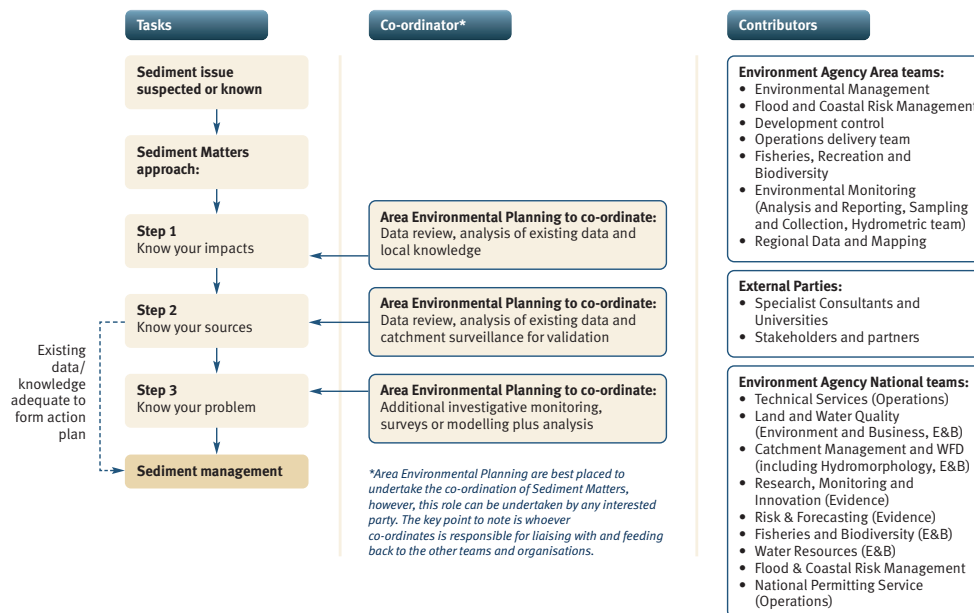 Tasks
Sediment issue
suspected or known
Sediment Matters
approach:
Step 1
Know your impacts
Step 2
Know your sources
Step 3
Know your problem
Sediment management
Existing
data/
knowledge
adequate to
form action
plan
Co-ordinator*
Area Environmental Planning to co-ordinate:
Data review, analysis of existing data and
local knowledge
Area Environmental Planning to co-ordinate:
Data review, analysis of existing data and
catchment surveillance for validation
Area Environmental Planning to co-ordinate:
Additional investigative monitoring,
surveys or modelling plus analysis
*Area Environmental Planning are best placed to
undertake the co-ordination of Sediment Matters,
however, this role can be undertaken by any interested
party. The key point to note is whoever
co-ordinates is responsible for liaising with and feeding
back to the other teams and organisations.
Contributors
Environment Agency Area teams:
• Environmental Management
• Flood and Coastal Risk Management
• Development control
• Operations delivery team
• Fisheries, Recreation and
Biodiversity
• Environmental Monitoring
(Analysis and Reporting, Sampling
and Collection, Hydrometric team)
• Regional Data and Mapping
External Parties:
• Specialist Consultants and
Universities
• Stakeholders and partners
Environment Agency National teams:
• Technical Services (Operations)
• Land and Water Quality
(Environment and Business, E&B)
• Catchment Management and WFD
(including Hydromorphology, E&B)
• Research, Monitoring and
Innovation (Evidence)
• Risk & Forecasting (Evidence)
• Fisheries and Biodiversity (E&B)
• Water Resources (E&B)
• Flood & Coastal Risk Management
• National Permitting Service
(Operations)